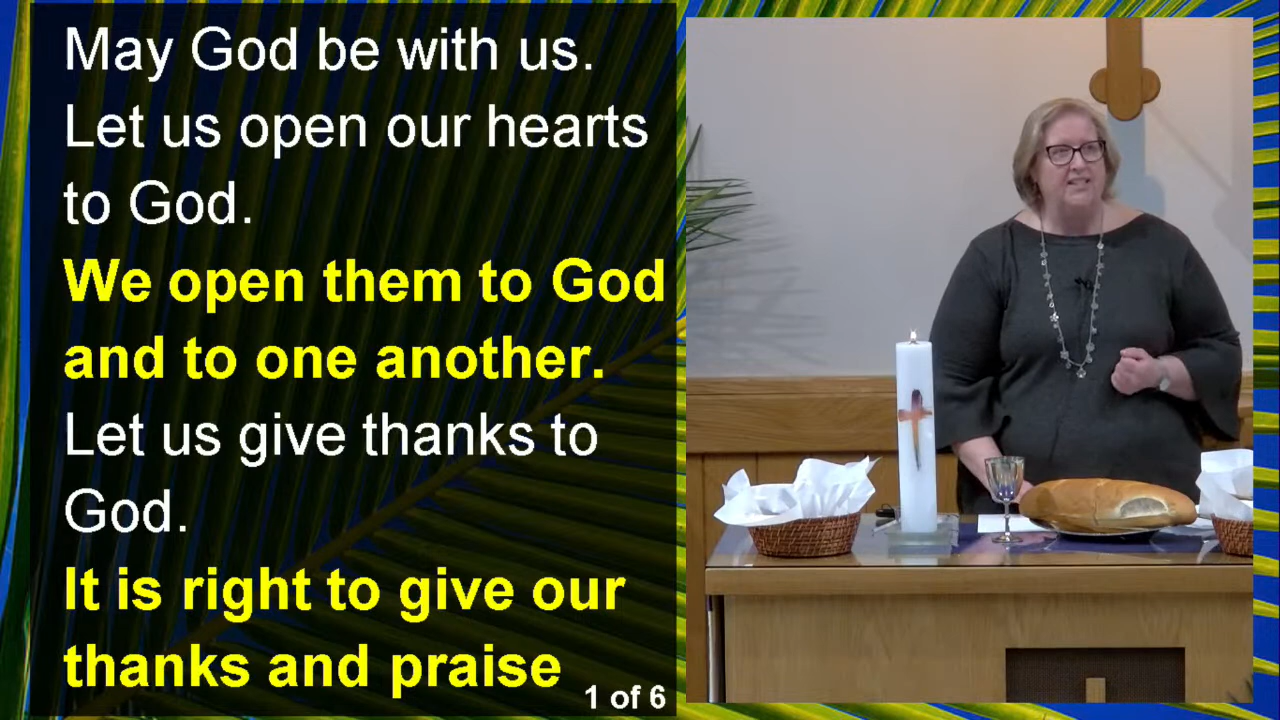 May God be with us.
Let us open our hearts
to God.
We open them to God
and to one another.
Let us give thanks to
God.
It is right to give our
thanks and praise
1 of 6